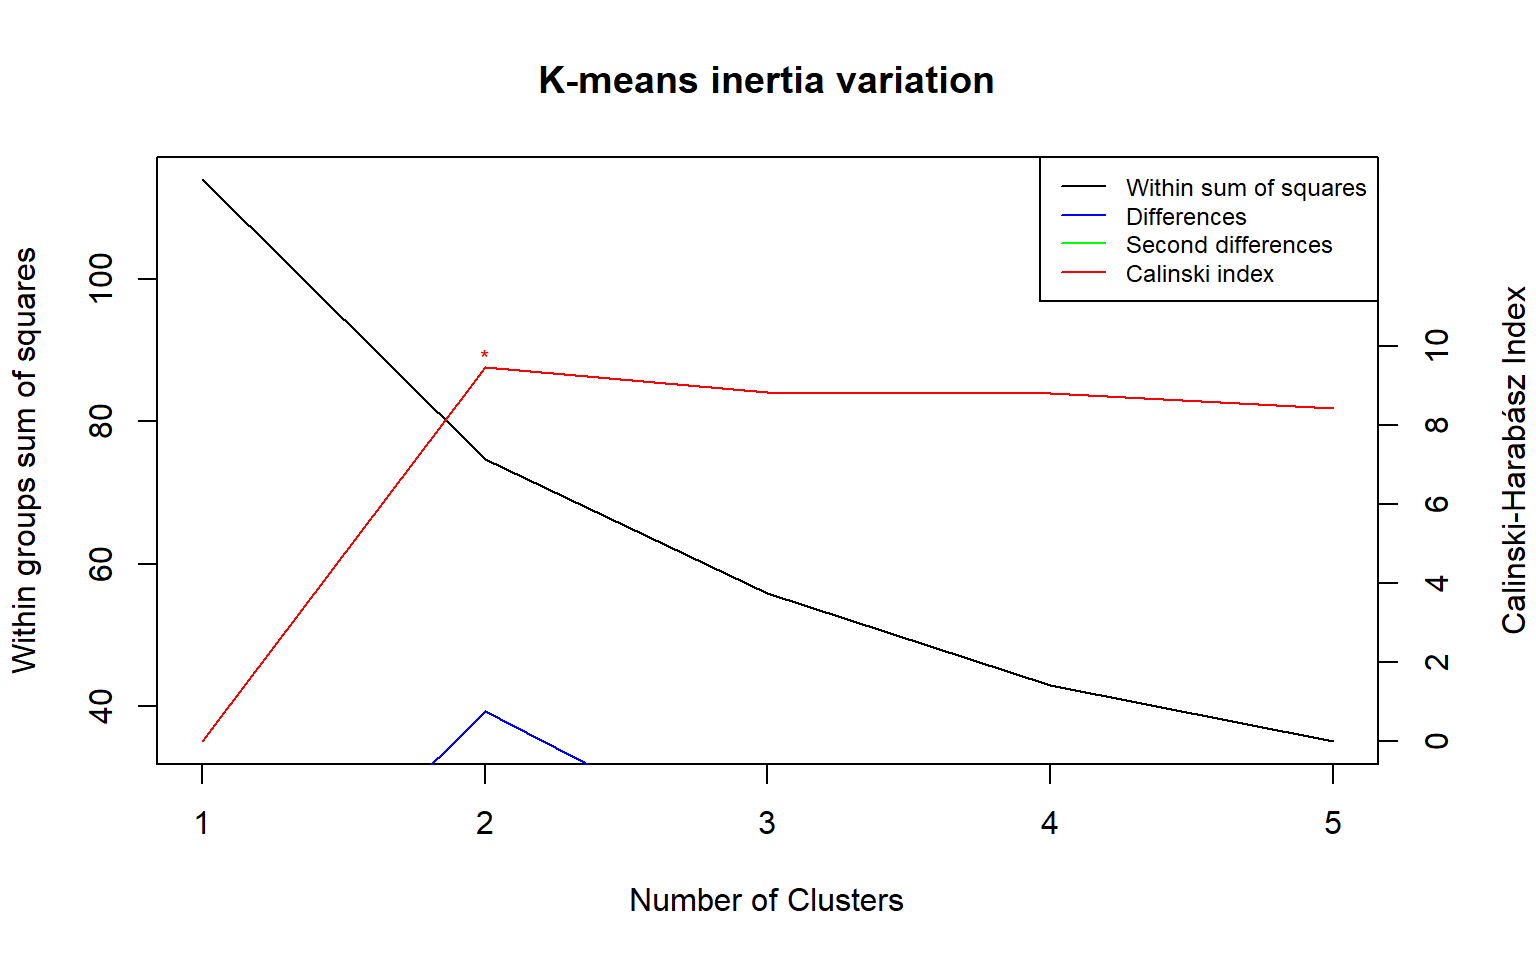 K-means inertia variation
Within sum of squares
Differences
Second differences
Calinski index
Within groups sum of squares
100
80
60
40
*
10
8
6
4
2
0
Calinski-Harabász Index
1 2 3 4 5
Number of Clusters